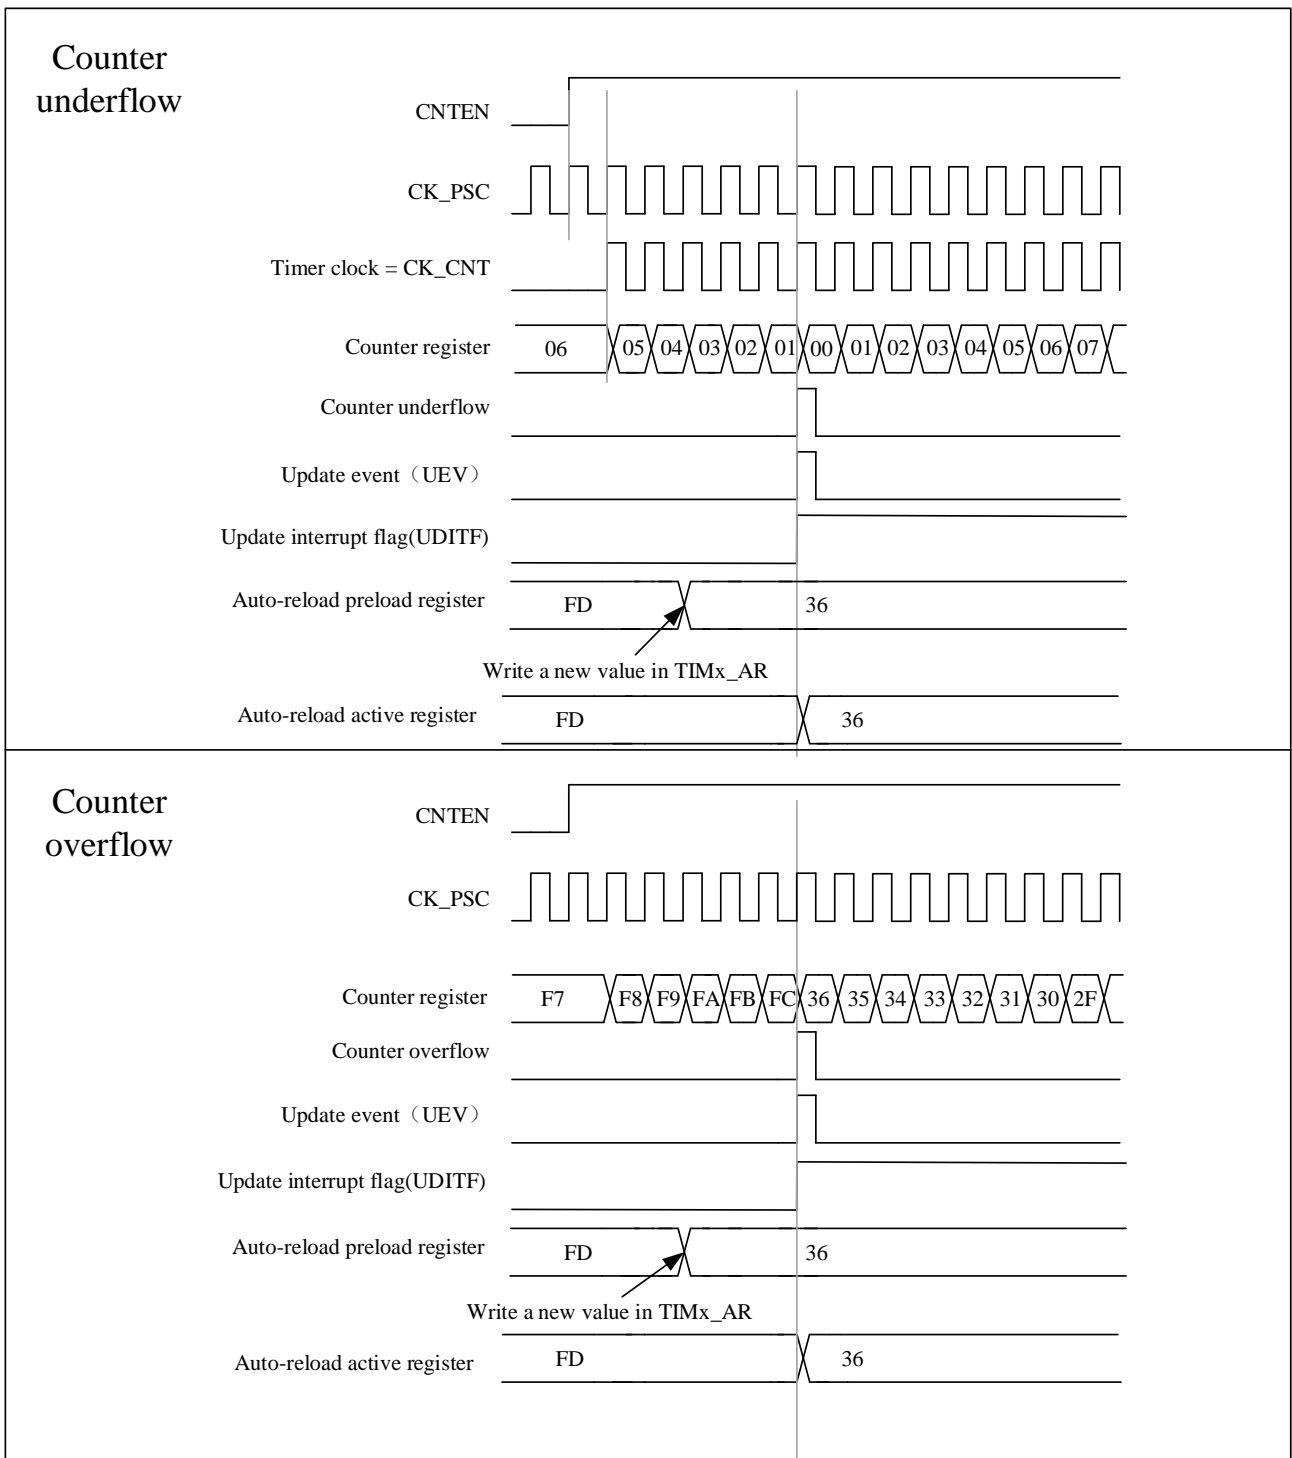 Counter
underflow
CNTEN
CK_PSC
Timer clock = CK_CNT
Counter register 06 05 04 03 02 01 00 01 02 03 04 05 06 07
Counter underflow
Update event（UEV）
Update interrupt flag(UDITF)
Auto-reload preload register FD 36
Write a new value in TIMx_AR
Auto-reload active register FD 36
Counter
overflow
CNTEN
CK_PSC
Counter register F7 F8 F9 FA FB FC 36 35 34 33 32 31 30 2F
Counter overflow
Update event（UEV）
Update interrupt flag(UDITF)
Auto-reload preload register FD 36
Write a new value in TIMx_AR
Auto-reload active register FD 36